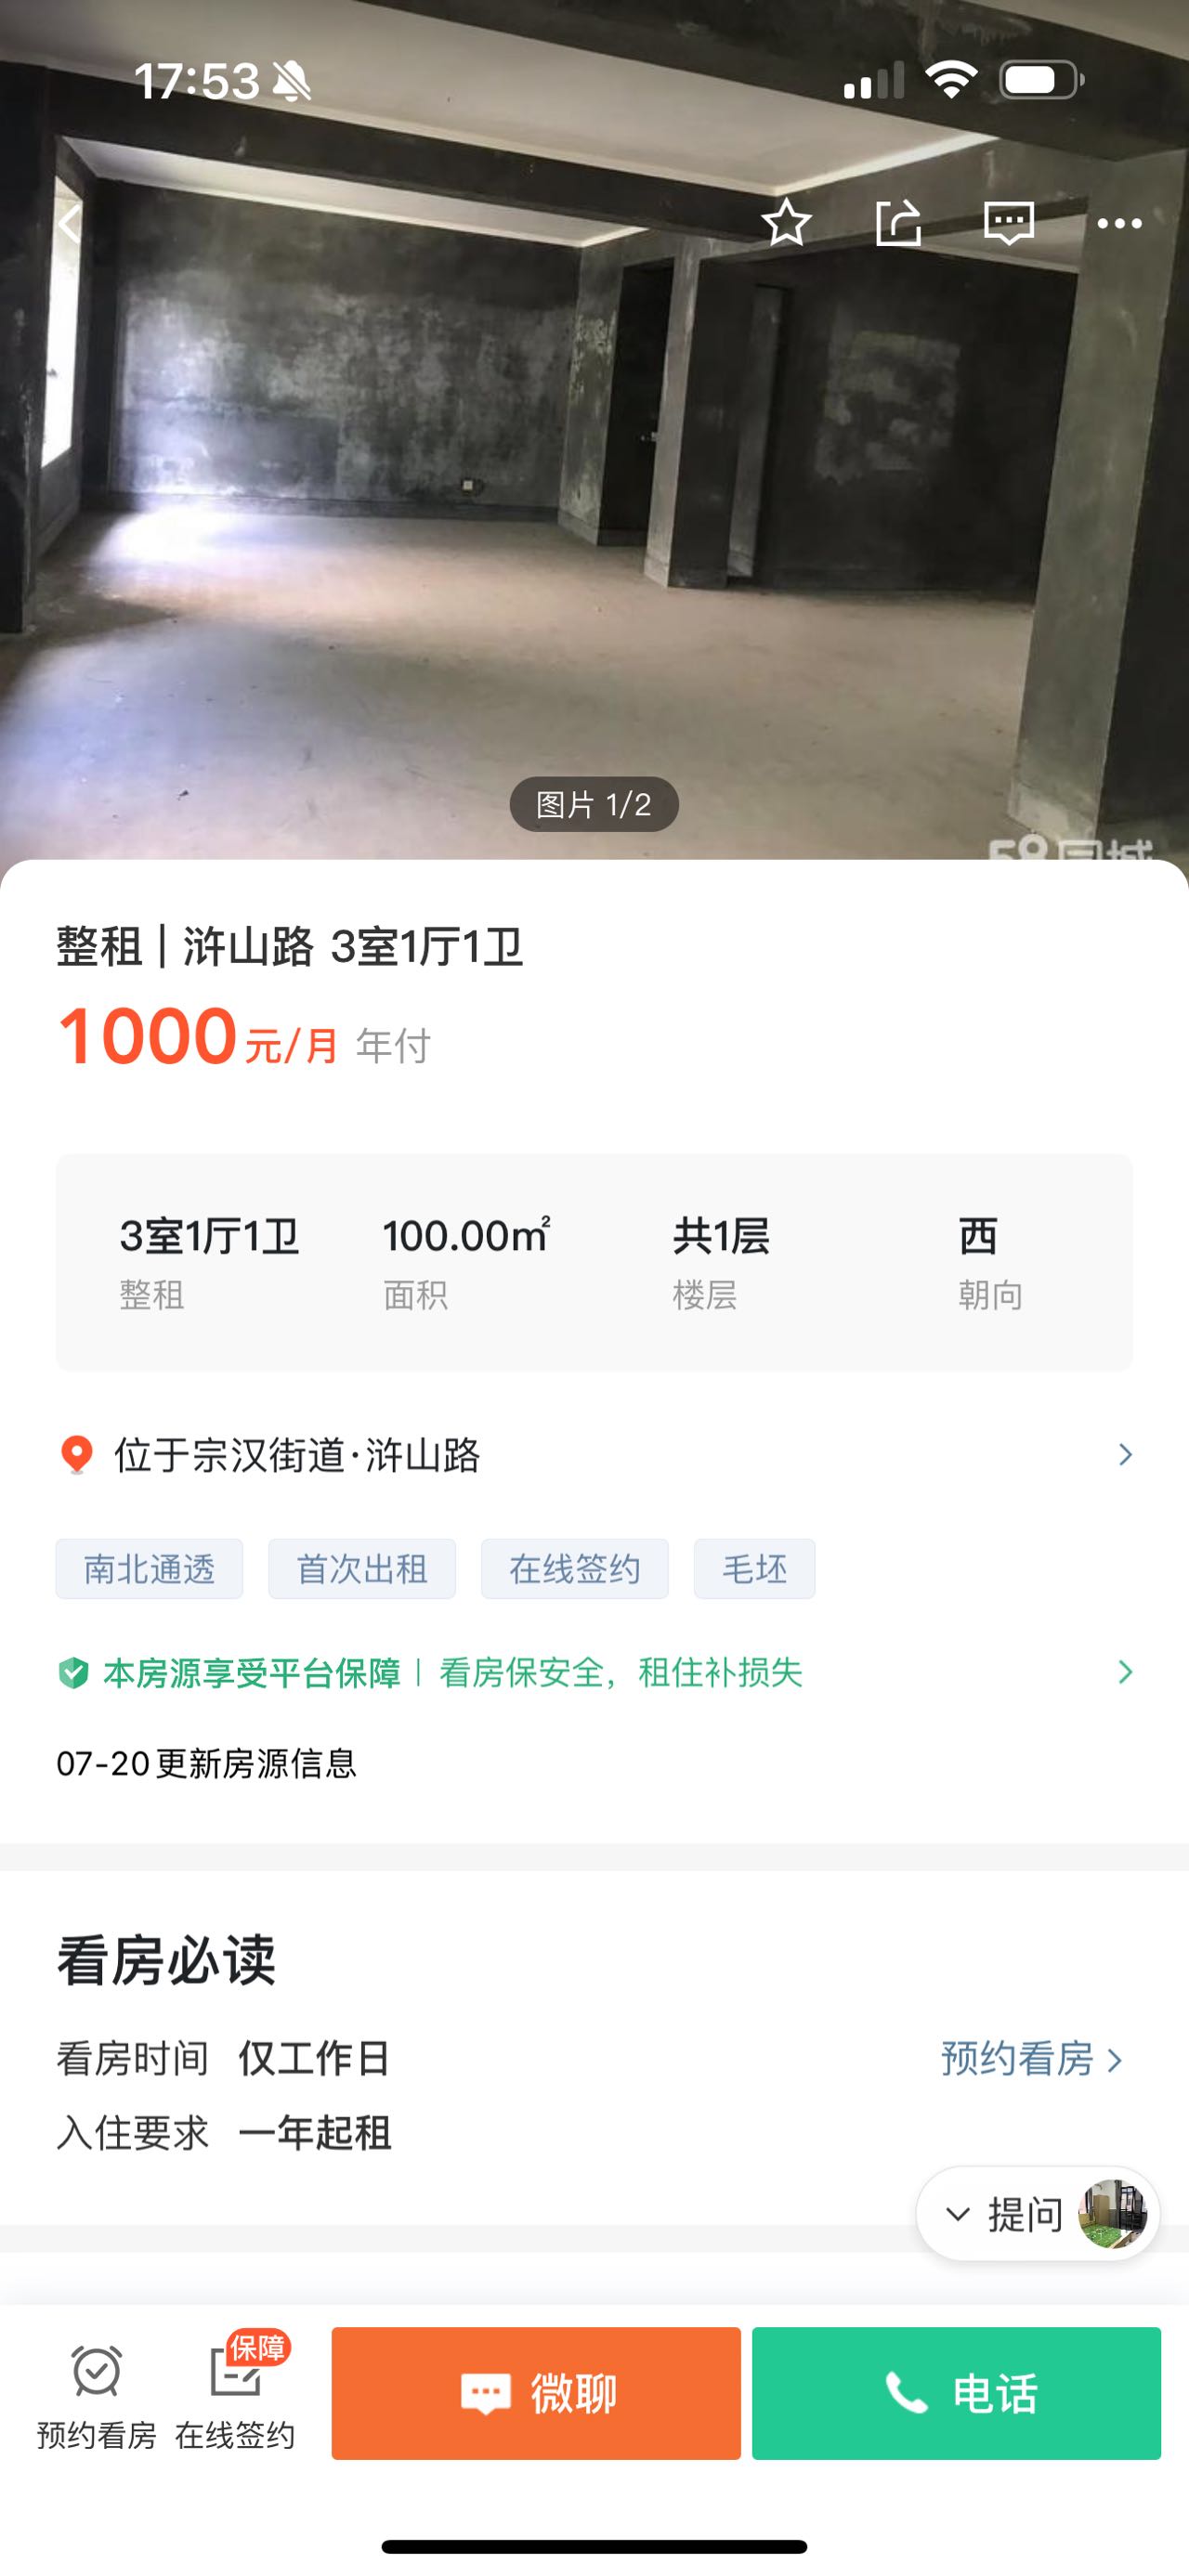 17:53
图片 1/2
58同城
整租 | 浒山路 3室1厅1卫
1000元/月 年付
3室1厅1卫 100.00m² 共1层 西
整租 面积 楼层 朝向
位于宗汉街道·浒山路
南北通透 首次出租 在线签约 毛坯
本房源享受平台保障 | 看房保安全，租住补损失
07-20更新房源信息
看房必读
看房时间 仅工作日 预约看房
入住要求 一年起租
提问
保障
预约看房 在线签约 微聊 电话